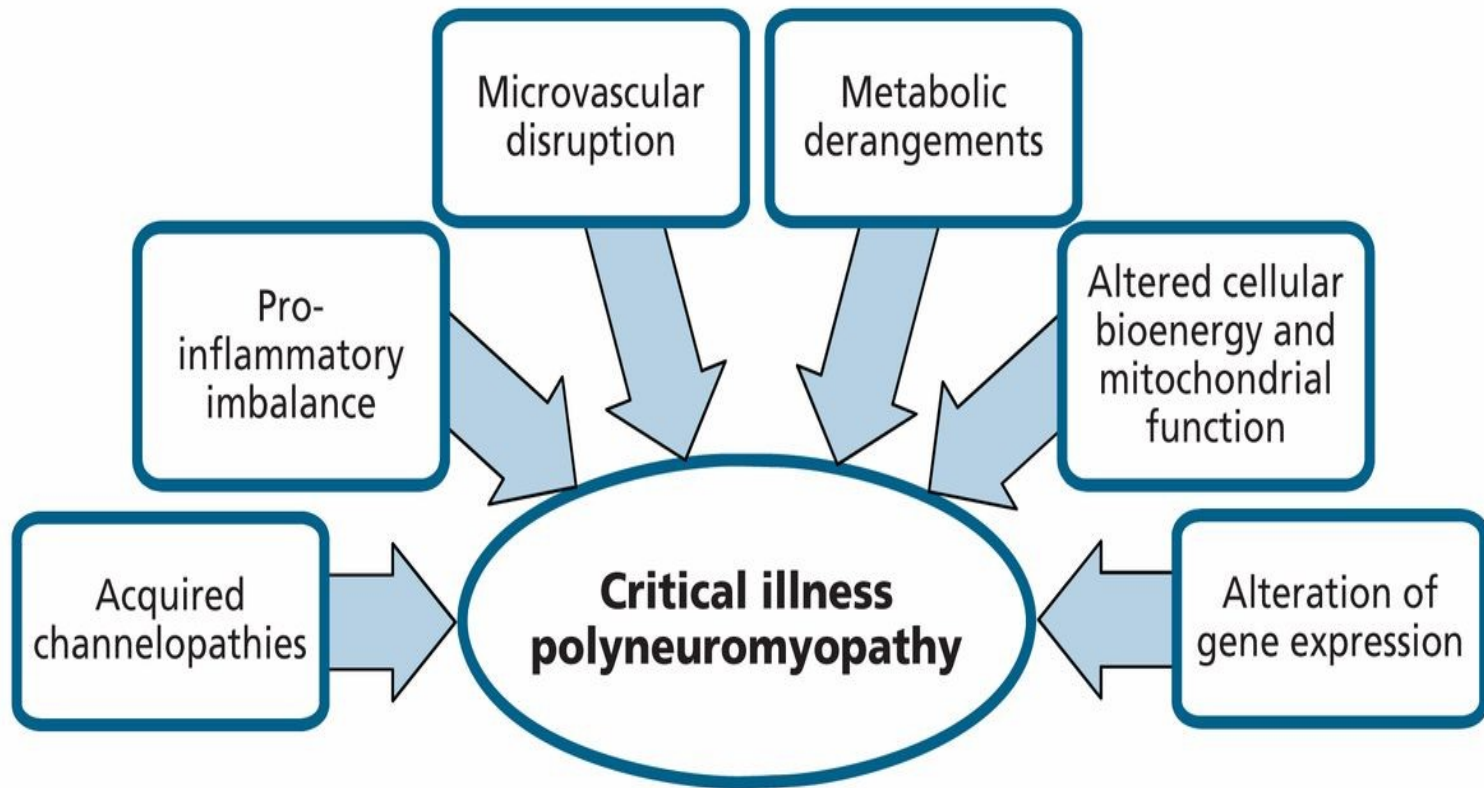 Microvascular
disruption
Metabolic
derangements
Pro-
inflammatory
imbalance
Altered cellular
bioenergy and
mitochondrial
function
Acquired
channelopathies
Critical illness
polyneuromyopathy
Alteration of
gene expression